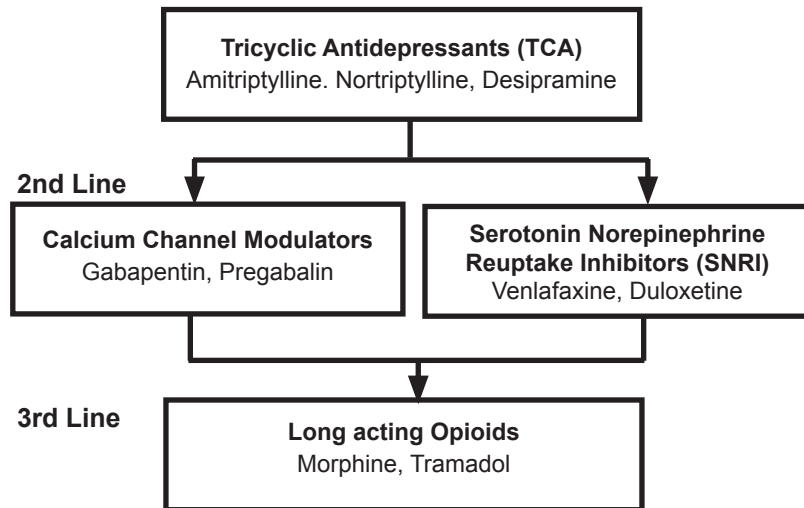 Tricyclic Antidepressants (TCA)
Amitriptylline. Nortriptylline, Desipramine
2nd Line
Calcium Channel Modulators
Gabapentin, Pregabalin
Serotonin Norepinephrine
Reuptake Inhibitors (SNRI)
Venlafaxine, Duloxetine
3rd Line
Long acting Opioids
Morphine, Tramadol